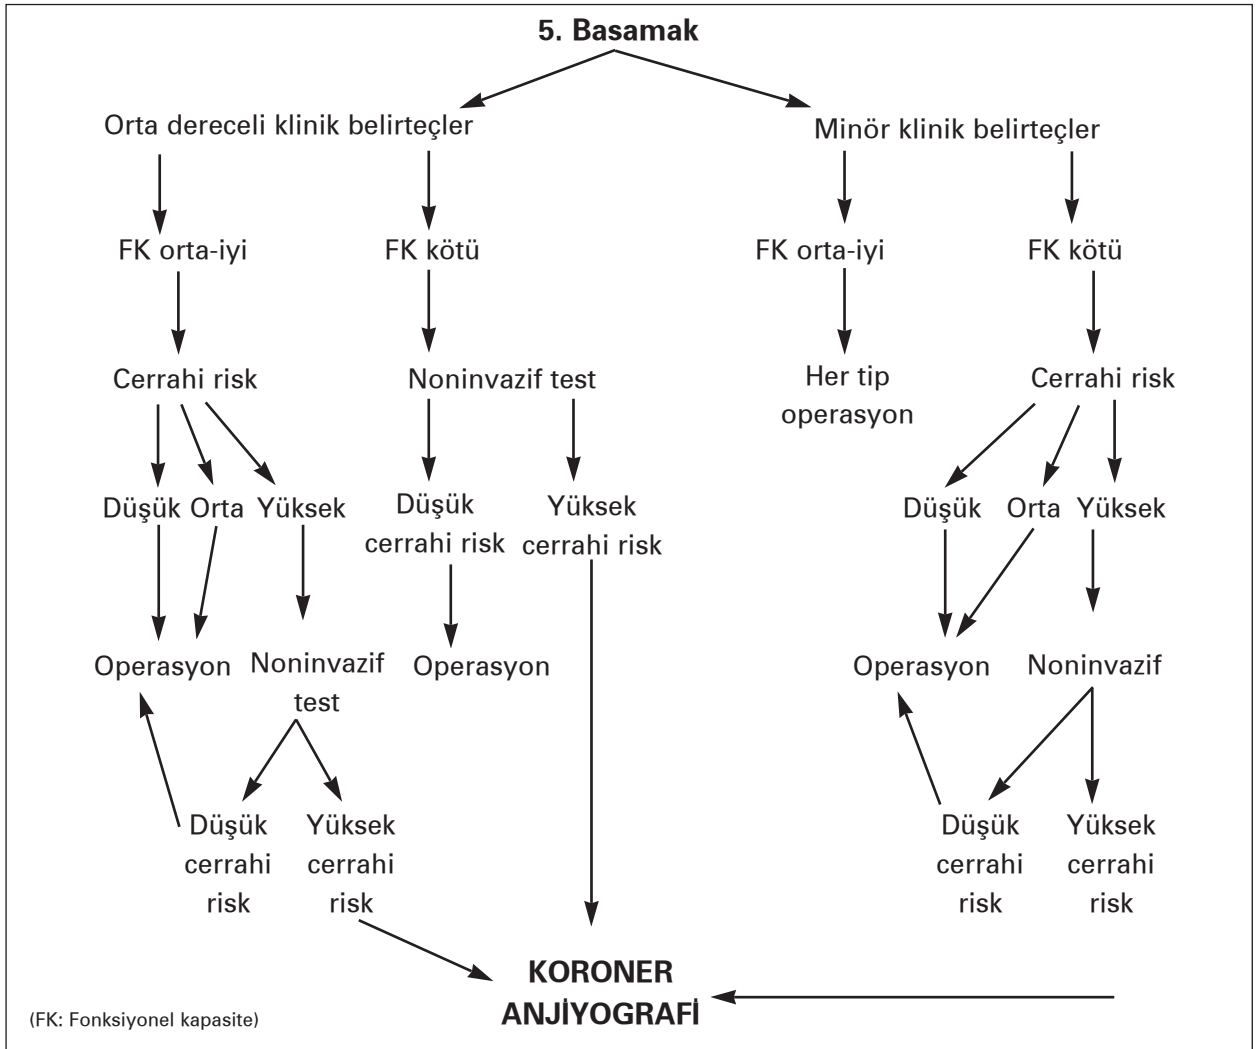 5. Basamak
Orta dereceli klinik belirteçler
Minör klinik belirteçler
FK orta-iyi
FK kötü
FK orta-iyi
FK kötü
Cerrahi risk
Noninvazif test
Her tip
operasyon
Cerrahi risk
Düşük
Orta
Yüksek
Düşük
cerrahi risk
Yüksek
cerrahi risk
Düşük
Orta
Yüksek
Operasyon
Noninvazif
test
Operasyon
Operasyon
Noninvazif
Düşük
cerrahi
risk
Yüksek
cerrahi
risk
Düşük
cerrahi
risk
Yüksek
cerrahi
risk
KORONER
ANJİYOGRAFİ
(FK: Fonksiyonel kapasite)